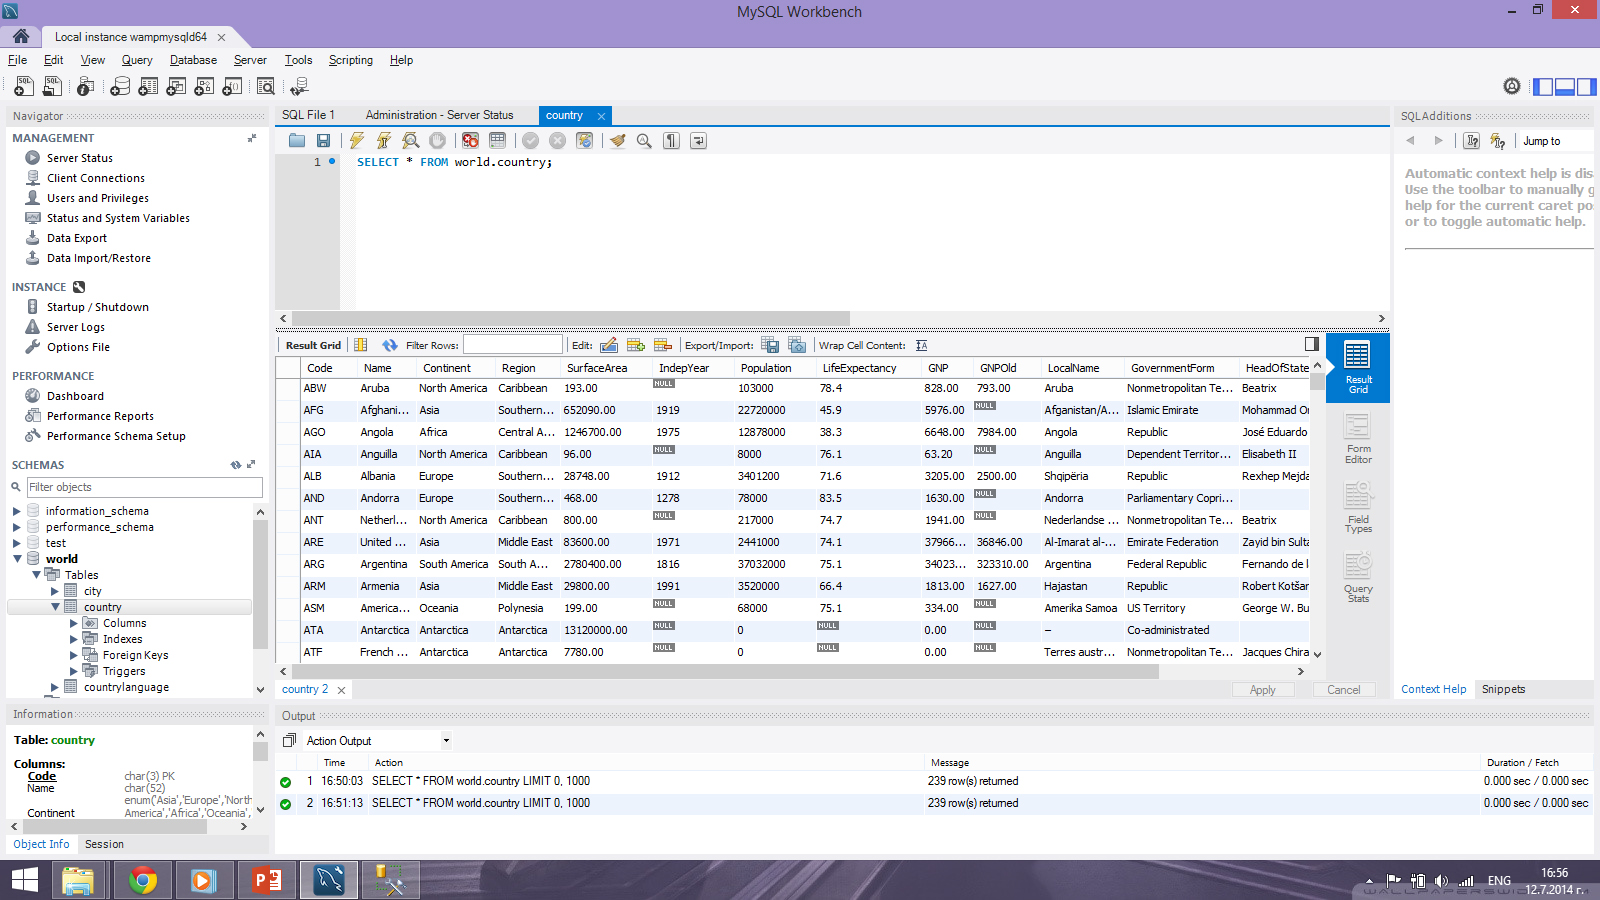 MySQL Workbench
Local instance wampmysqld64
File Edit View Query Database Server Tools Scripting Help
Navigator
MANAGEMENT
Server Status
Client Connections
Users and Privileges
Status and System Variables
Data Export
Data Import/Restore
INSTANCE
Startup / Shutdown
Server Logs
Options File
PERFORMANCE
Dashboard
Performance Reports
Performance Schema Setup
SCHEMAS
Filter objects
information_schema
performance_schema
test
world
Tables
city
country
Columns
Indexes
Foreign Keys
Triggers
countrylanguage
Information
Table: country
Columns:
Code char(3) PK
Name char(52)
enum('Asia','Europe','North
Continent America','Africa','Oceania',
Object Info Session
SQL File 1 Administration - Server Status country
1 SELECT * FROM world.country;
Result Grid Filter Rows: Edit: Export/Import: Wrap Cell Content:
Code Name Continent Region SurfaceArea IndepYear Population LifeExpectancy GNP GNPOld LocalName GovernmentForm HeadOfState
ABW Aruba North America Caribbean 193.00 NULL 103000 78.4 828.00 793.00 Aruba Nonmetropolitan Te... Beatrix
AFG Afghani... Asia Southern... 652090.00 1919 22720000 45.9 5976.00 NULL Afganistan/A... Islamic Emirate Mohammad Or
AGO Angola Africa Central A... 1246700.00 1975 12878000 38.3 6648.00 7984.00 Angola Republic José Eduardo
AIA Anguilla North America Caribbean 96.00 NULL 8000 76.1 63.20 NULL Anguilla Dependent Territor... Elisabeth II
ALB Albania Europe Southern... 28748.00 1912 3401200 71.6 3205.00 2500.00 Shqipëria Republic Rexhep Mejda
AND Andorra Europe Southern... 468.00 1278 78000 83.5 1630.00 NULL Andorra Parliamentary Copri...
ANT Netherl... North America Caribbean 800.00 NULL 217000 74.7 1941.00 NULL Nederlandse ... Nonmetropolitan Te... Beatrix
ARE United ... Asia Middle East 83600.00 1971 2441000 74.1 37966... 36846.00 Al-Imarat al-... Emirate Federation Zayid bin Sulta
ARG Argentina South America South A... 2780400.00 1816 37032000 75.1 34023... 323310.00 Argentina Federal Republic Fernando de l
ARM Armenia Asia Middle East 29800.00 1991 3520000 66.4 1813.00 1627.00 Hajastan Republic Robert Kotšar
ASM America... Oceania Polynesia 199.00 NULL 68000 75.1 334.00 NULL Amerika Samoa US Territory George W. Bu
ATA Antarctica Antarctica Antarctica 13120000.00 NULL 0 NULL 0.00 NULL – Co-administrated
ATF French ... Antarctica Antarctica 7780.00 NULL 0 NULL 0.00 NULL Terres austr... Nonmetropolitan Te... Jacques Chira
Result Grid
Form Editor
Field Types
Query Stats
country 2 Apply Cancel
SQLAdditions
Jump to
Automatic context help is dis
Use the toolbar to manually g
help for the current caret pos
or to toggle automatic help.
Context Help Snippets
Output
Action Output
Time Action Message Duration / Fetch
1 16:50:03 SELECT * FROM world.country LIMIT 0, 1000 239 row(s) returned 0.000 sec / 0.000 sec
2 16:51:13 SELECT * FROM world.country LIMIT 0, 1000 239 row(s) returned 0.000 sec / 0.000 sec
ENG
16:56
12.7.2014 г.